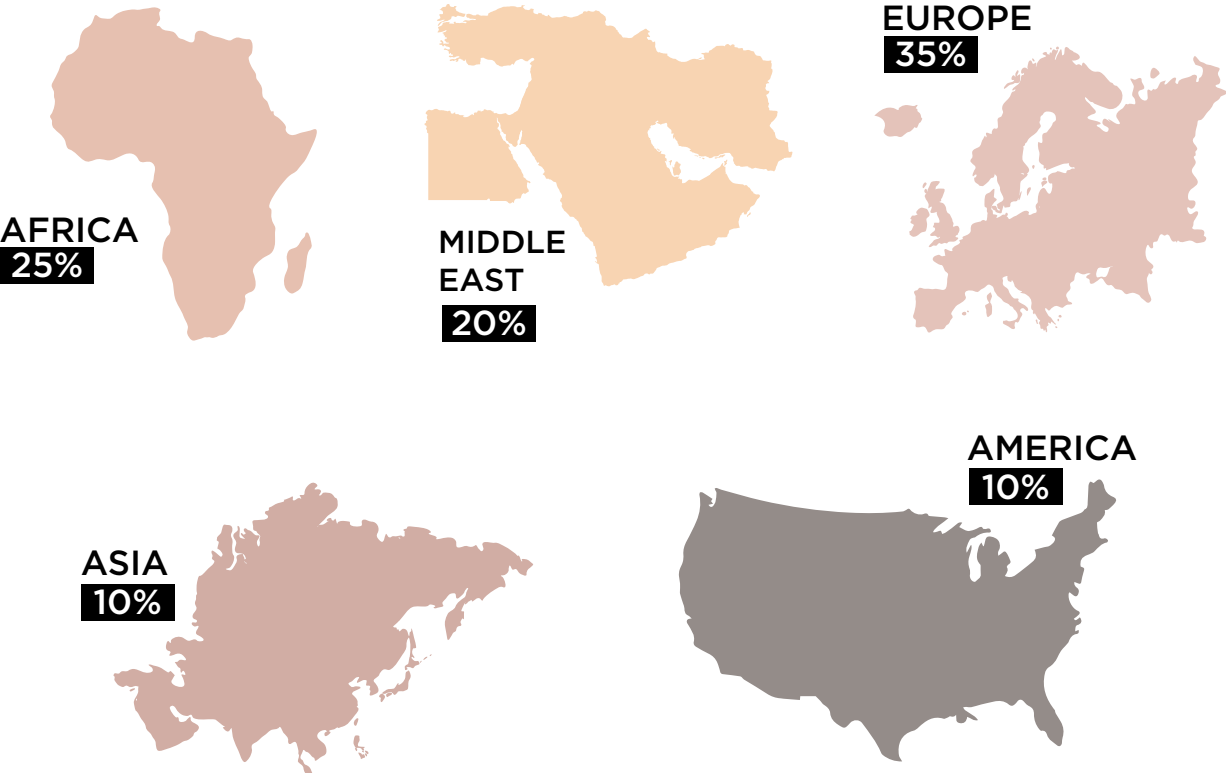 AFRICA
25%
MIDDLE
EAST
20%
EUROPE
35%
ASIA
10%
AMERICA
10%